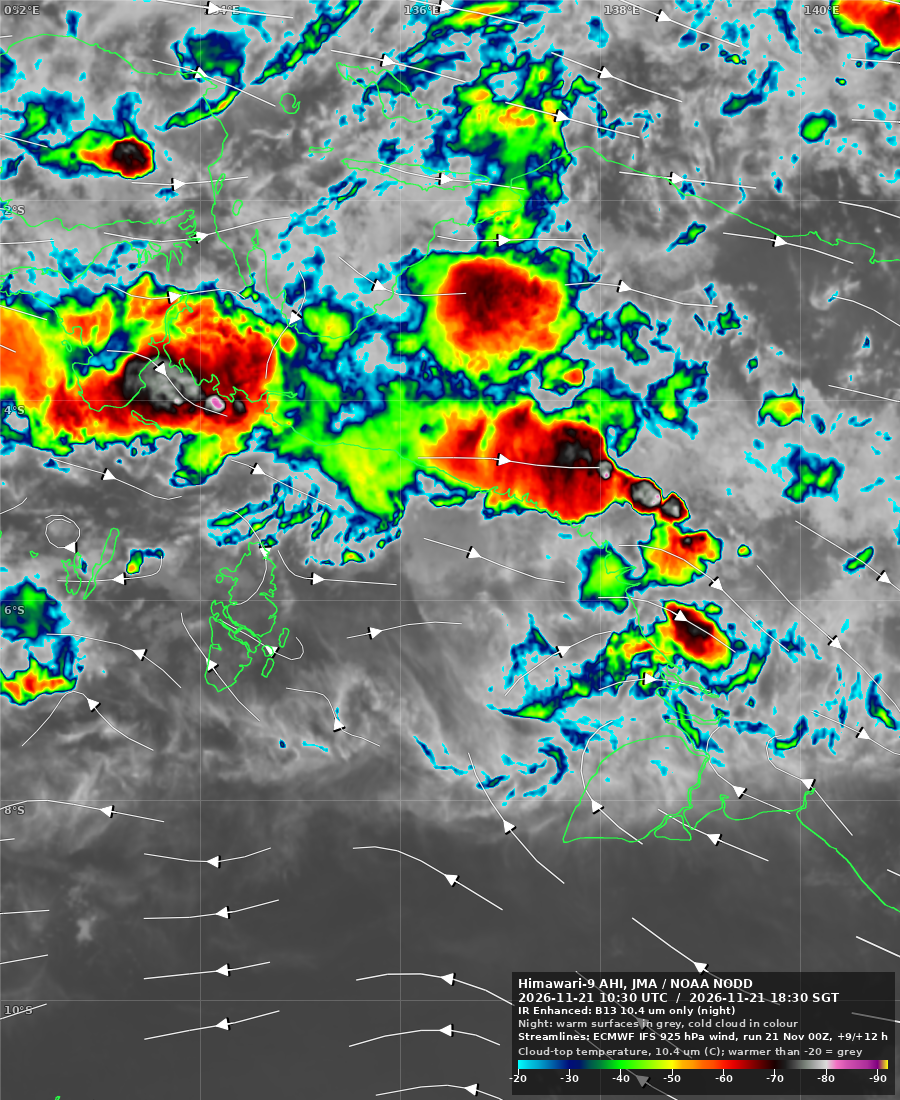 0°
132°E
134°E
136°E
138°E
140°E
2°S
4°S
6°S
8°S
10°S
Himawari-9 AHI, JMA / NOAA NODD
2026-11-21 10:30 UTC / 2026-11-21 18:30 SGT
IR Enhanced: B13 10.4 um only (night)
Night: warm surfaces in grey, cold cloud in colour
Streamlines: ECMWF IFS 925 hPa wind, run 21 Nov 00Z, +9/+12 h
Cloud-top temperature, 10.4 um (C); warmer than -20 = grey
-20 -30 -40 -50 -60 -70 -80 -90